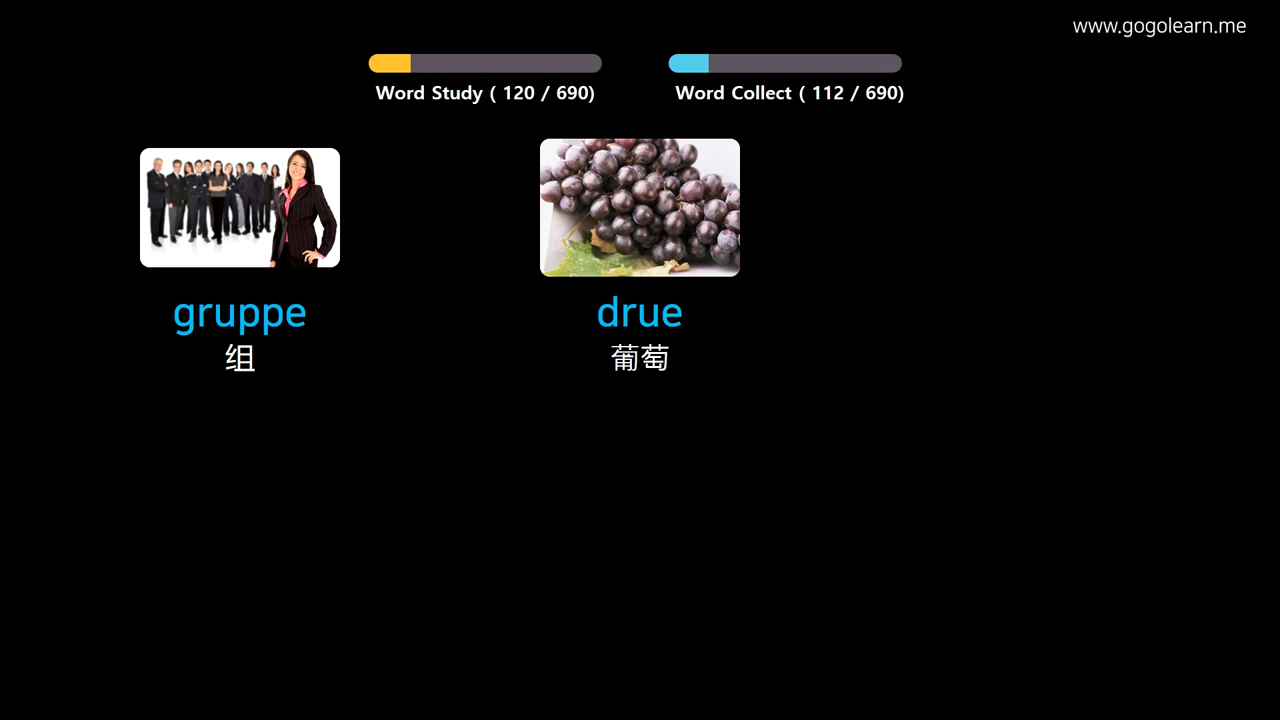 www.gogolearn.me
Word Study ( 120 / 690)
Word Collect ( 112 / 690)
gruppe
组
drue
葡萄